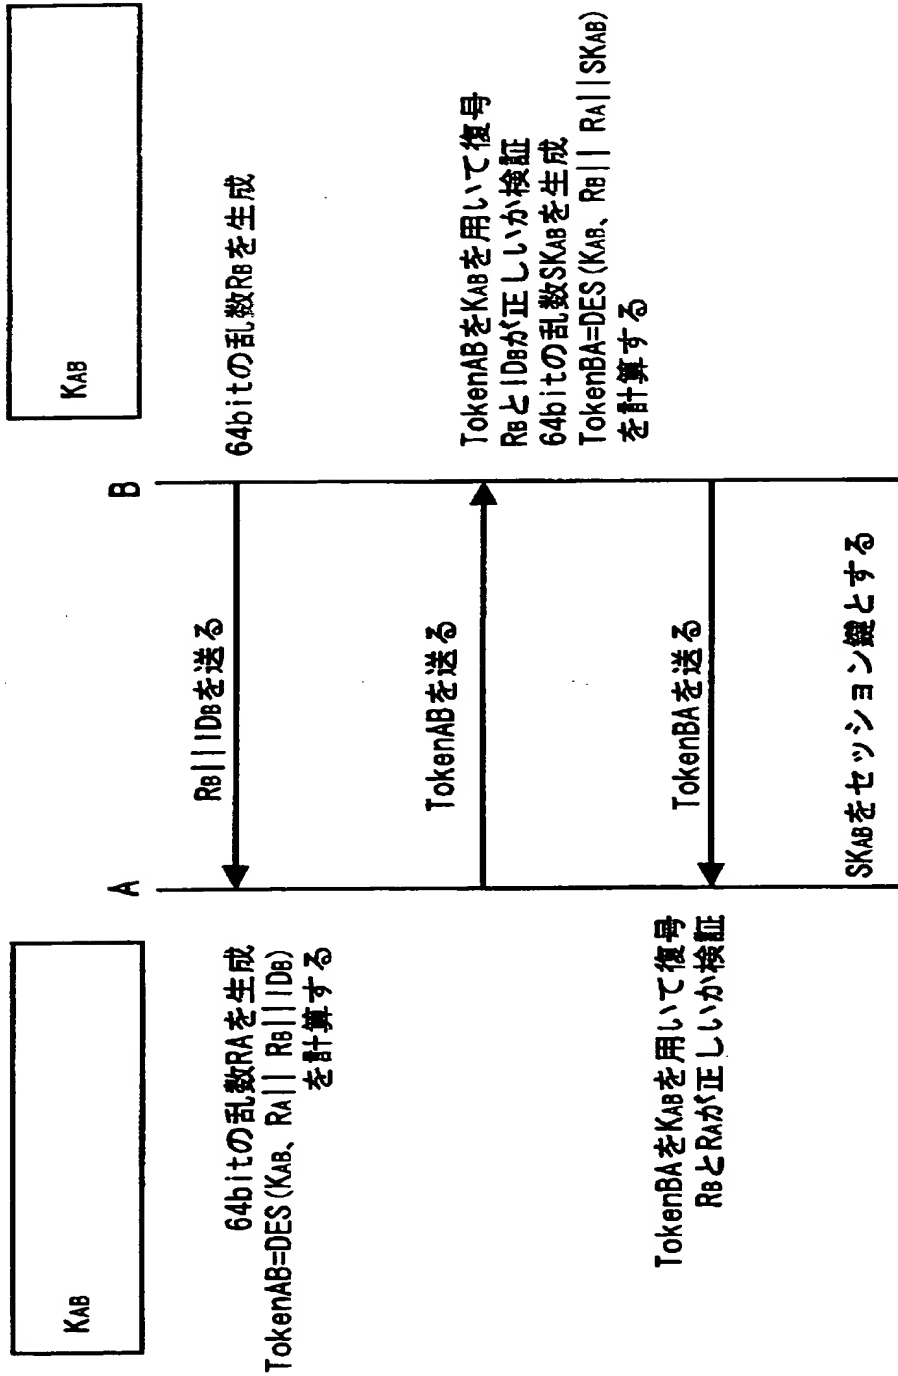 KAB
KAB
A
B
64bitの乱数RBを生成
RB||IDBを送る
64bitの乱数RAを生成
TokenAB=DES(KAB、RA|| RB||IDB)
を計算する
TokenABを送る
TokenABをKABを用いて復号
RBとIDBが正しいか検証
64bitの乱数SKABを生成
TokenBA=DES(KAB、RB|| RA||SKAB)
を計算する
TokenBAを送る
TokenBAをKABを用いて復号
RBとRAが正しいか検証
SKABをセッション鍵とする